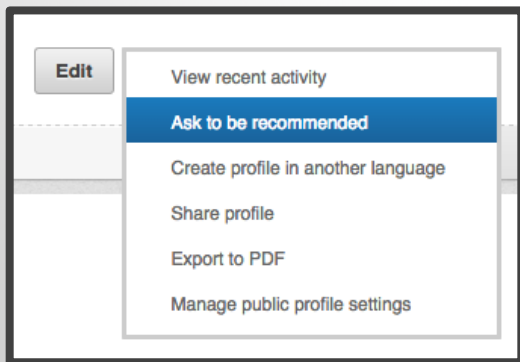 Edit
View recent activity
Ask to be recommended
Create profile in another language
Share profile
Export to PDF
Manage public profile settings